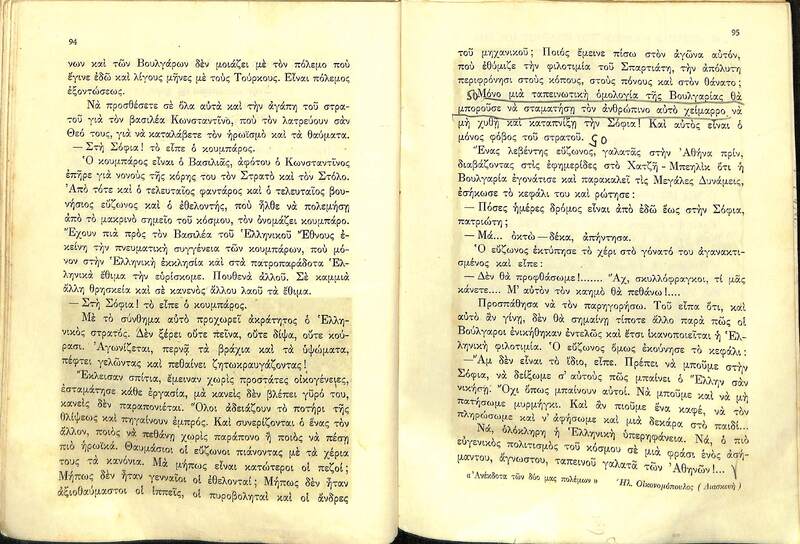 94
νων καὶ τῶν Βουλγάρων δὲν μοιάζει μὲ τὸν πόλεμο ποὺ
ἔγινε ἐδῶ καὶ λίγους μῆνες μὲ τοὺς Τούρκους. Εἶναι πόλεμος
ἐξοντώσεως.
Νὰ προσθέσετε σὲ ὅλα αὐτὰ καὶ τὴν ἀγάπη τοῦ στρα-
τοῦ γιὰ τὸν βασιλέα Κωνσταντῖνο, ποὺ τὸν λατρεύουν σὰν
Θεό τους, γιὰ νὰ καταλάβετε τὸν ἡρωϊσμὸ καὶ τὰ θαύματα.
— Στὴ Σόφια! τὸ εἶπε ὁ κουμπάρος.
Ὁ κουμπάρος εἶναι ὁ Βασιλιᾶς, ἀφότου ὁ Κωνσταντῖνος
ἐπῆρε γιὰ νονοὺς τῆς κόρης του τὸν Στρατὸ καὶ τὸν Στόλο.
Ἀπὸ τότε καὶ ὁ τελευταῖος φαντάρος καὶ ὁ τελευταῖος βου-
νήσιος εὔζωνος καὶ ὁ ἐθελοντής, ποὺς ἦλθε νὰ πολεμήση
ἀπὸ τὸ μακρινὸ σημεῖο τοῦ κόσμου, τὸν ὀνομάζει κουμπάρο.
Ἔχουν πιὰ πρὸς τὸν Βασιλέα τοῦ Ἑλληνικοῦ Ἔθνους ἐ-
κείνη τὴν πνευματικὴ συγγένεια τῶν κουμπάρων, ποὺ μό-
νον στὴν Ἑλληνικὴ ἐκκλησία καὶ στὰ πατροπαράδοτα Ἑλ-
ληνικὰ ἔθιμα τὴν εὑρίσκομε. Πουθενὰ ἀλλοῦ. Σὲ καμμιὰ
ἄλλη θρησκεία καὶ σὲ κανενὸς ἄλλου λαοῦ τὰ ἔθιμα.
— Στὴ Σόφια! τὸ εἶπε ὁ κουμπάρος.
Μὲ τὸ σύνθημα αὐτὸ προχωρεῖ ἀκράτητος ὁ Ἑλλη-
νικὸς στρατός. Δὲν ξέρει οὔτε πεῖνα, οὔτε δίψα, οὔτε κού-
ρασι. Ἀγωνίζεται, περνᾷ τὰ βράχια καὶ τὰ ὑψώματα,
πέφτει γελῶντας καὶ πεθαίνει ζητωκραυγάζοντας!
Ἔκλεισαν σπίτια, ἔμειναν χωρὶς προστάτες οἰκογένειες,
ἐσταμάτησε κάθε ἐργασία, μὰ κανεὶς δὲν βλέπει γύρό του,
κανεὶς δὲν παραπονιέται. Ὅλοι ἀδειάζουν τὸ ποτήρι τῆς
θλίψεως καὶ πηγαίνουν ἐμπρός. Καὶ συνερίζονται ὁ ἕνας τὸν
ἄλλον, ποιὸς νὰ πεθάνη χωρὶς παράπονο ἢ ποιὸς νὰ πέση
πιὸ ἡρωϊκά. Θαυμάσιοι οἱ εὔζωνοι πιάνοντας μὲ τὰ χέρια
τους τὰ κανόνια. Μὰ μήπως εἶναι κατώτεροι οἱ πεζοί;
Μήπως δὲν ἦταν γενναῖοι οἱ ἐθελονταί; Μήπως δὲν ἦταν
ἀξιοθαύμαστοι οἱ ἱππεῖς, οἱ πυροβοληταὶ καὶ οἱ ἄνδρες
95
τοῦ μηχανικοῦ; Ποιός ἔμεινε πίσω στὸν ἀγῶνα αὐτόν,
ποὺ ἐθύμιζε τὴν φιλοτιμία τοῦ Σπαρτιάτη, τὴν ἀπόλυτη
περιφρόνησι στοὺς κόπους, στοὺς πόνους καὶ στὸν θάνατο;
Μόνο μιὰ ταπεινωτικὴ ὁμολογία τῆς Βουλγαρίας θὰ
μποροῦσε νὰ σταματήση τὸν ἀνθρώπινο αὐτὸ χείμαρρο νὰ
μὴ χυθῆ καὶ καταπνίξη τὴν Σόφια! Καὶ αὐτὸς εἶναι ὁ
μόνος φόβος τοῦ στρατοῦ.
Ἕνας λεβέντης εὔζωνος, γαλατᾶς στὴν Ἀθήνα πρίν,
διαβάζοντας στὶς ἐφημερίδες στὸ Χατζῆ - Μπεηλὶκ ὅτι ἡ
Βουλγαρία ἐγονάτισε καὶ παρακαλεῖ τὶς Μεγάλες Δυνάμεις,
ἐσήκωσε τὸ κεφάλι του καὶ ρώτησε:
— Πόσες ἡμέρες δρόμος εἶναι ἀπὸ ἐδῶ ἕως στὴν Σόφια,
πατριώτη;
— Μά... ὀκτὼ—δέκα, ἀπήντησα.
Ὁ εὔζωνος ἐκτύπησε τὸ χέρι στὸ γόνατό του ἀγανακτι-
σμένος καὶ εἶπε:
— Δὲν θὰ προφθάσωμε!....... Ἄχ, σκυλλόφραγκοι, τί μᾶς
κάνετε.... Μ' αὐτὸν τὸν καημὸ θὰ πεθάνω!....
Προσπάθησα νὰ τὸν παρηγορήσω. Τοῦ εἶπα ὅτι, καὶ
αὐτὸ ἂν γίνη, δὲν θὰ σημαίνη τίποτε ἄλλο παρὰ πῶς οἱ
Βούλγαροι ἐνικήθηκαν ἐντελῶς καὶ ἔτσι ἱκανοποιεῖται ἡ Ἑλ-
ληνικὴ φιλοτιμία. Ὁ εὔζωνος ὅμως ἐκούνησε τὸ κεφάλι:
—Ἀμ δὲν εἶναι τὸ ἴδιο, εἶπε. Πρέπει νὰ μποῦμε στὴν
Σόφια, νὰ δείξωμε σ' αὐτοὺς πῶς μπαίνει ὁ Ἕλλην σὰν
νικήση. Ὄχι ὅπως μπαίνουν αὐτοί. Νὰ μποῦμε καὶ νὰ μὴ
πατήσωμε μυρμήγκι. Καὶ ἂν πιοῦμε ἕνα καφέ, νὰ τὸν
πληρώσωμε καὶ ν' ἀφήσωμε καὶ μιὰ δεκάρα στὸ παιδί...
Νά, ὁλόκληρη ἡ Ἑλληνικὴ ὑπερηφάνεια. Νά, ὁ πιὸ
εὐγενικὸς πολιτισμὸς τοῦ κόσμου σὲ μιὰ φράσι ἑνὸς ἀσή-
μαντου, ἄγνωστου, ταπεινοῦ γαλατᾶ τῶν Ἀθηνῶν!...
«Ἀνέκδοτα τῶν δύο μας πολέμων» Ἠλ. Οἰκονομόπουλος (Διασκευὴ)